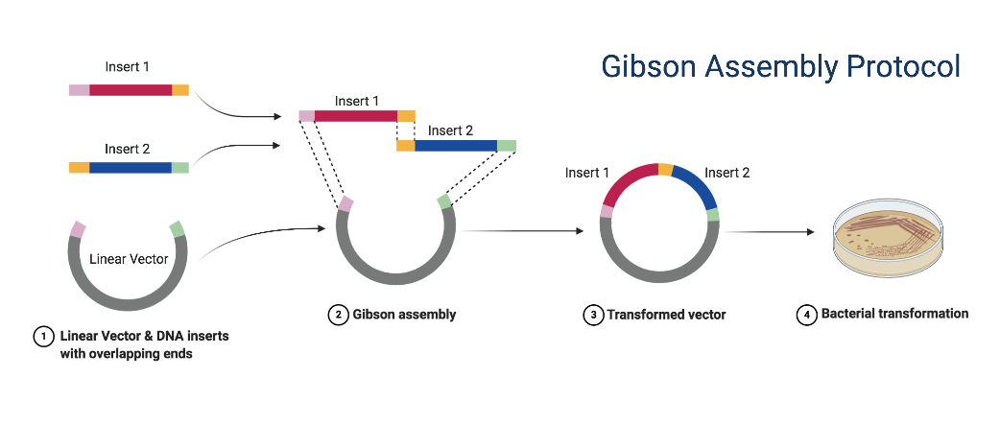 Gibson Assembly Protocol
Insert 1
Insert 2
Linear Vector
1 Linear Vector & DNA inserts
with overlapping ends
Insert 1
Insert 2
2 Gibson assembly
Insert 1
Insert 2
3 Transformed vector
4 Bacterial transformation